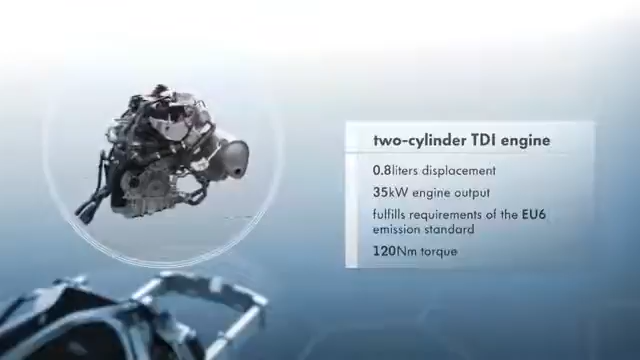 two-cylinder TDI engine
0.8liters displacement
35kW engine output
fulfills requirements of the EU6
emission standard
120Nm torque